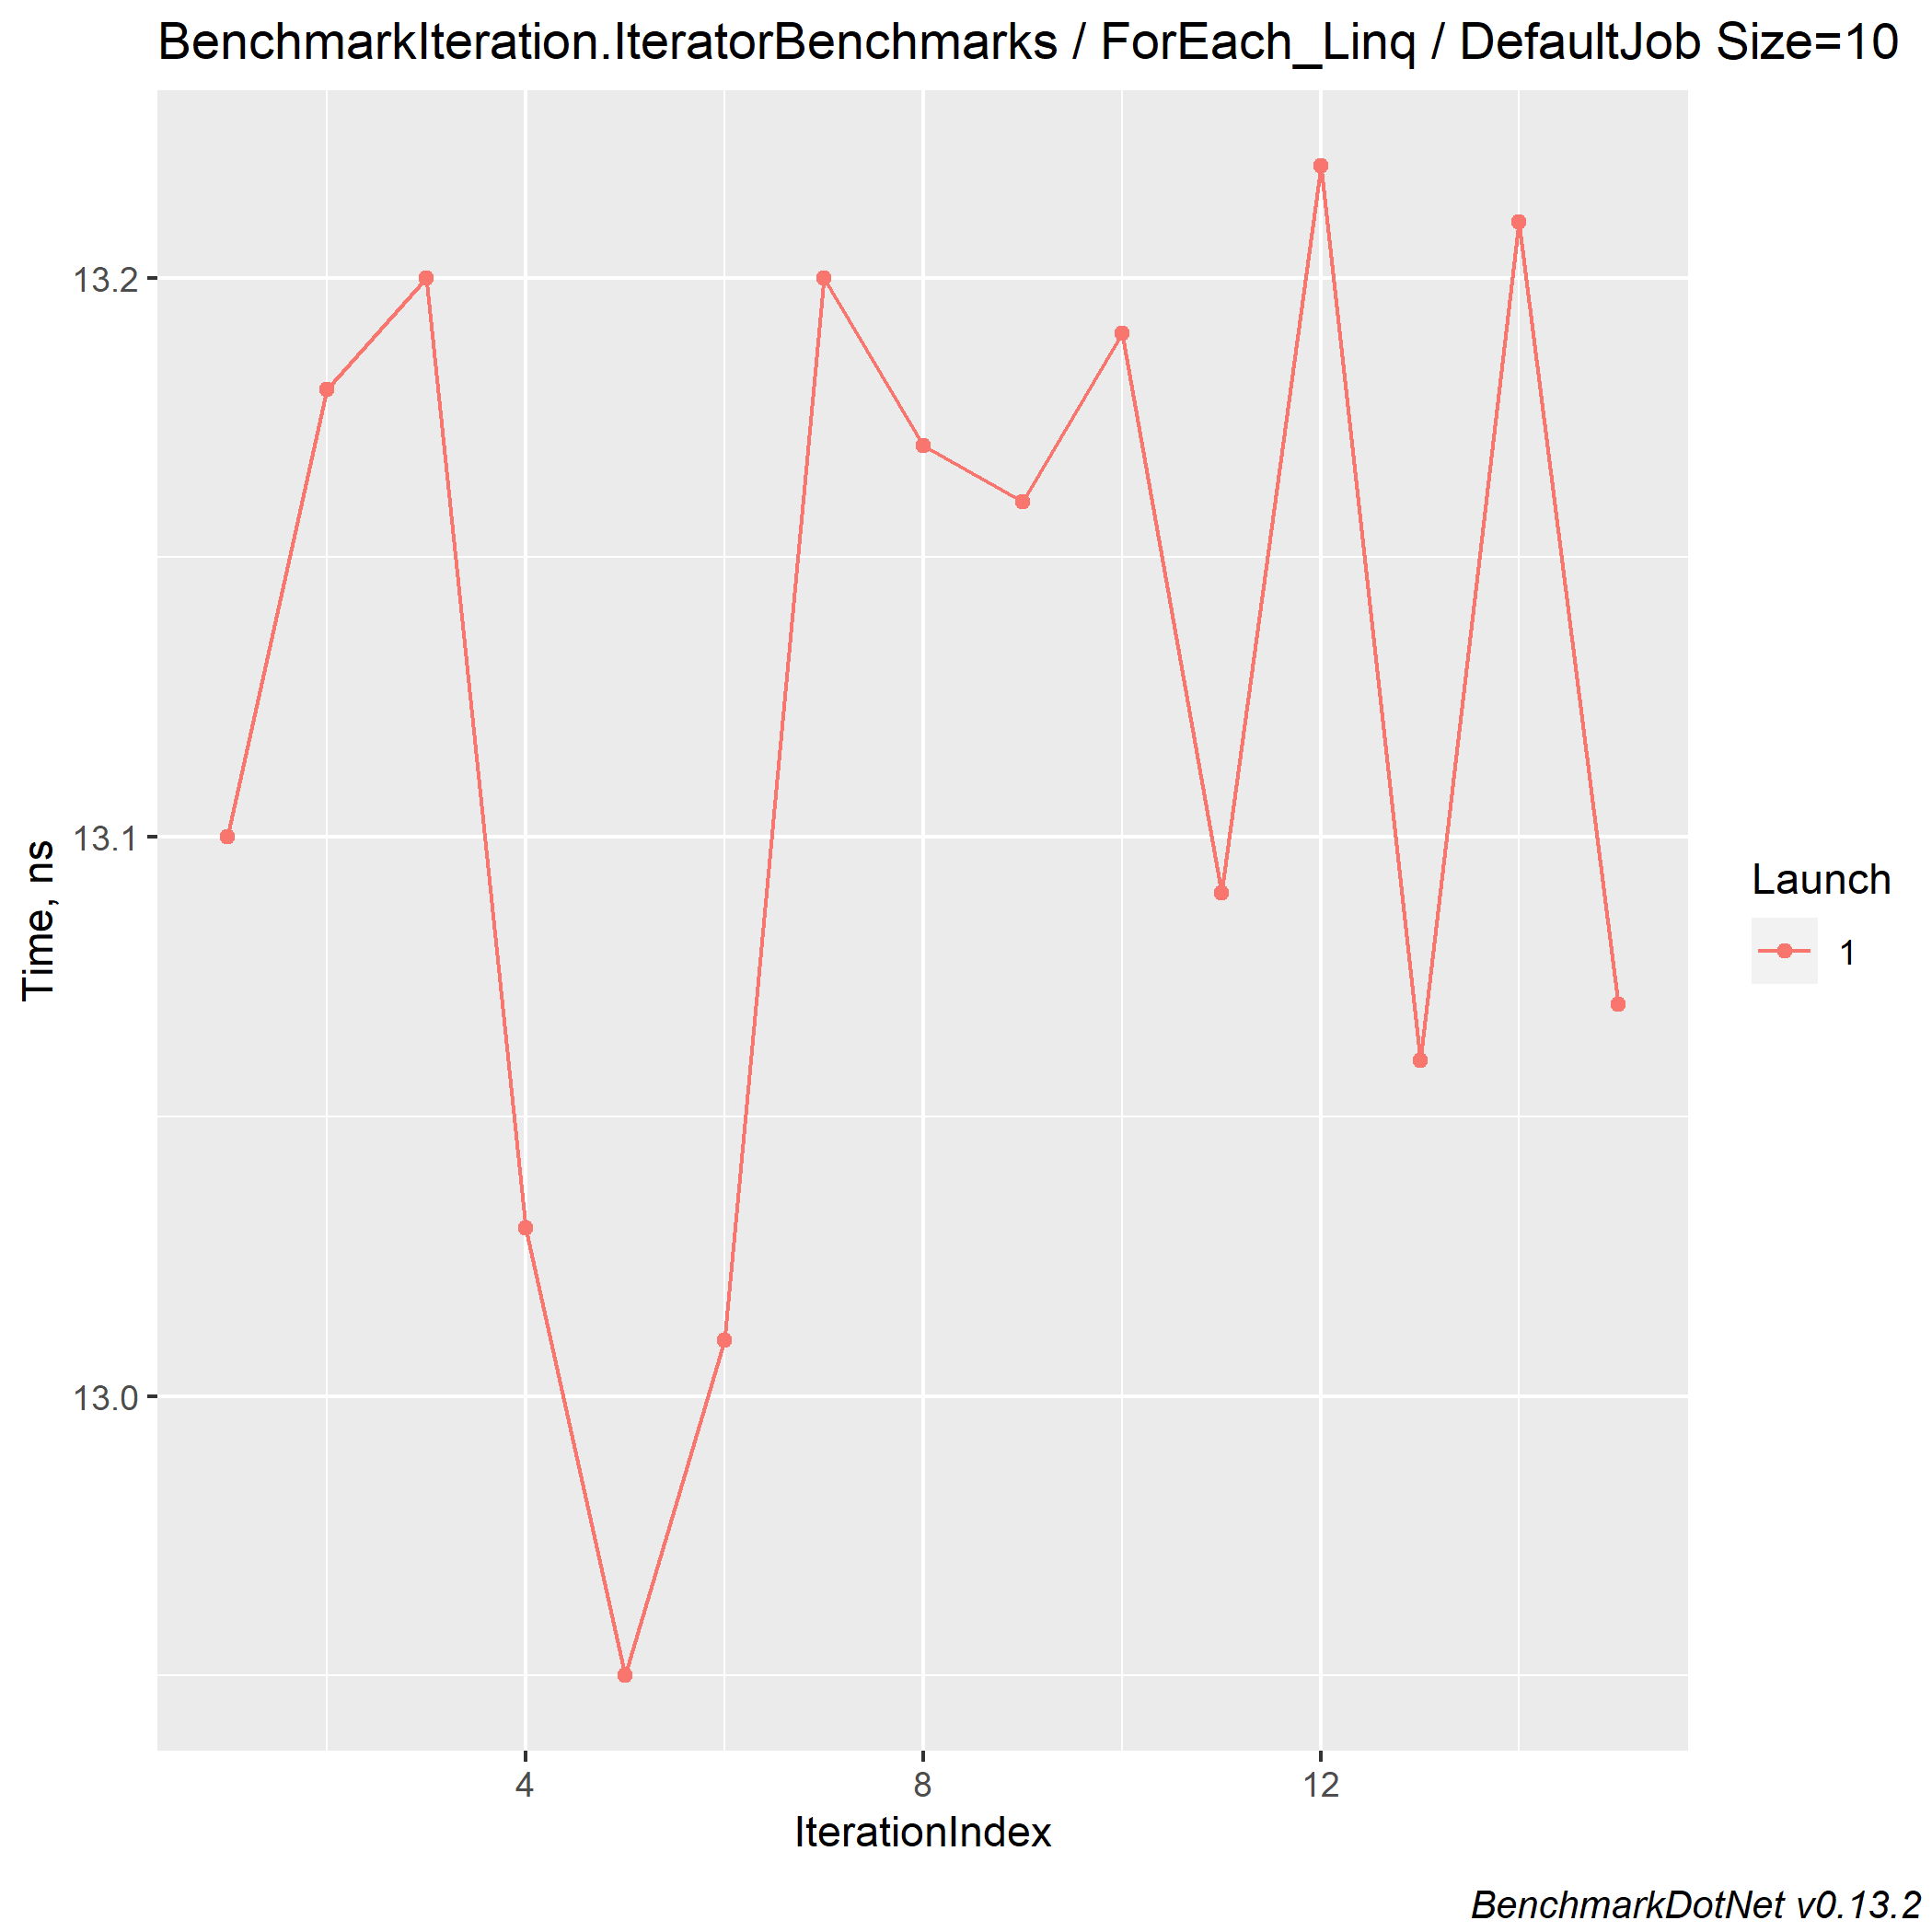 BenchmarkIteration.IteratorBenchmarks / ForEach_Linq / DefaultJob Size=10
13.2
13.1
13.0
Time, ns
4 8 12
IterationIndex
Launch
1
BenchmarkDotNet v0.13.2